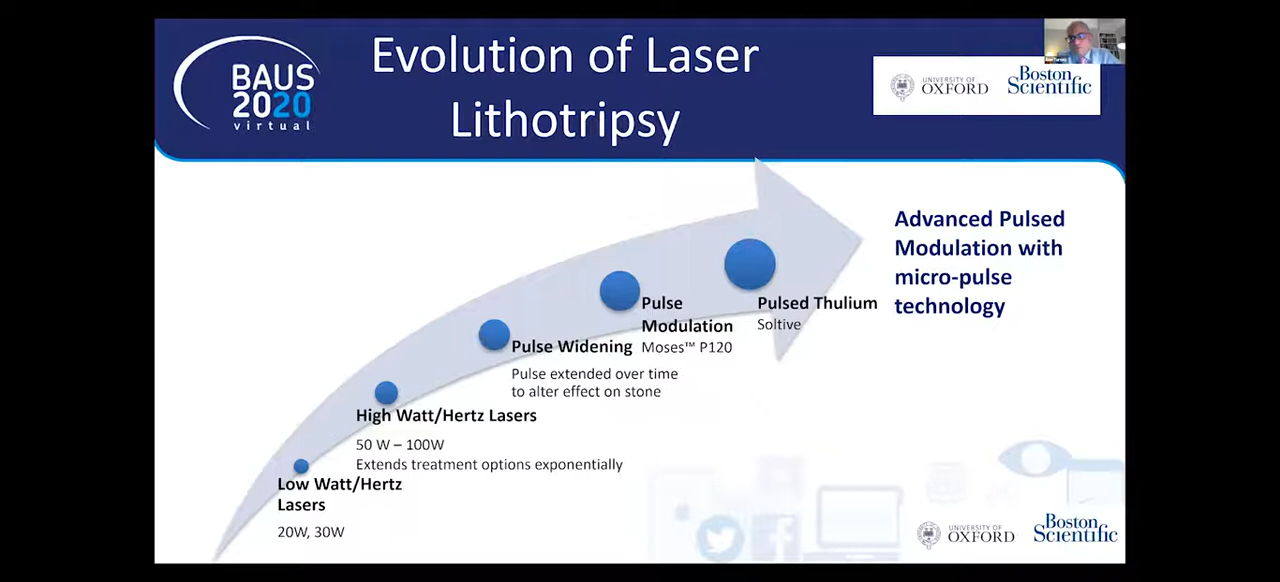 BAUS
2020
virtual
Evolution of Laser
Lithotripsy
UNIVERSITY OF
OXFORD
Boston
Scientific
Advanced Pulsed
Modulation with
micro-pulse
technology
Pulsed Thulium
Soltive
Pulse
Modulation
Moses™ P120
Pulse Widening
Pulse extended over time
to alter effect on stone
High Watt/Hertz Lasers
50 W – 100W
Extends treatment options exponentially
Low Watt/Hertz
Lasers
20W, 30W
UNIVERSITY OF
OXFORD
Boston
Scientific